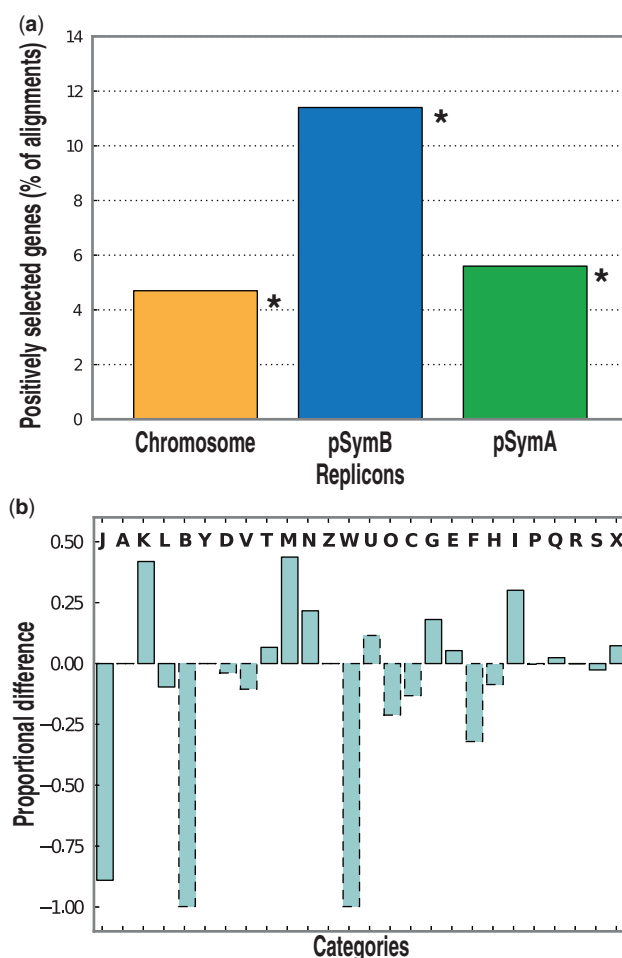 (a)
Positively selected genes (% of alignments)
14
12
10
8
6
4
2
0
*
*
*
Chromosome pSymB pSymA
Replicons
(b)
Proportional difference
J A K L B Y D V T M N Z W U O C G E F H I P Q R S X
0.50
0.25
0.00
−0.25
−0.50
−0.75
−1.00
Categories